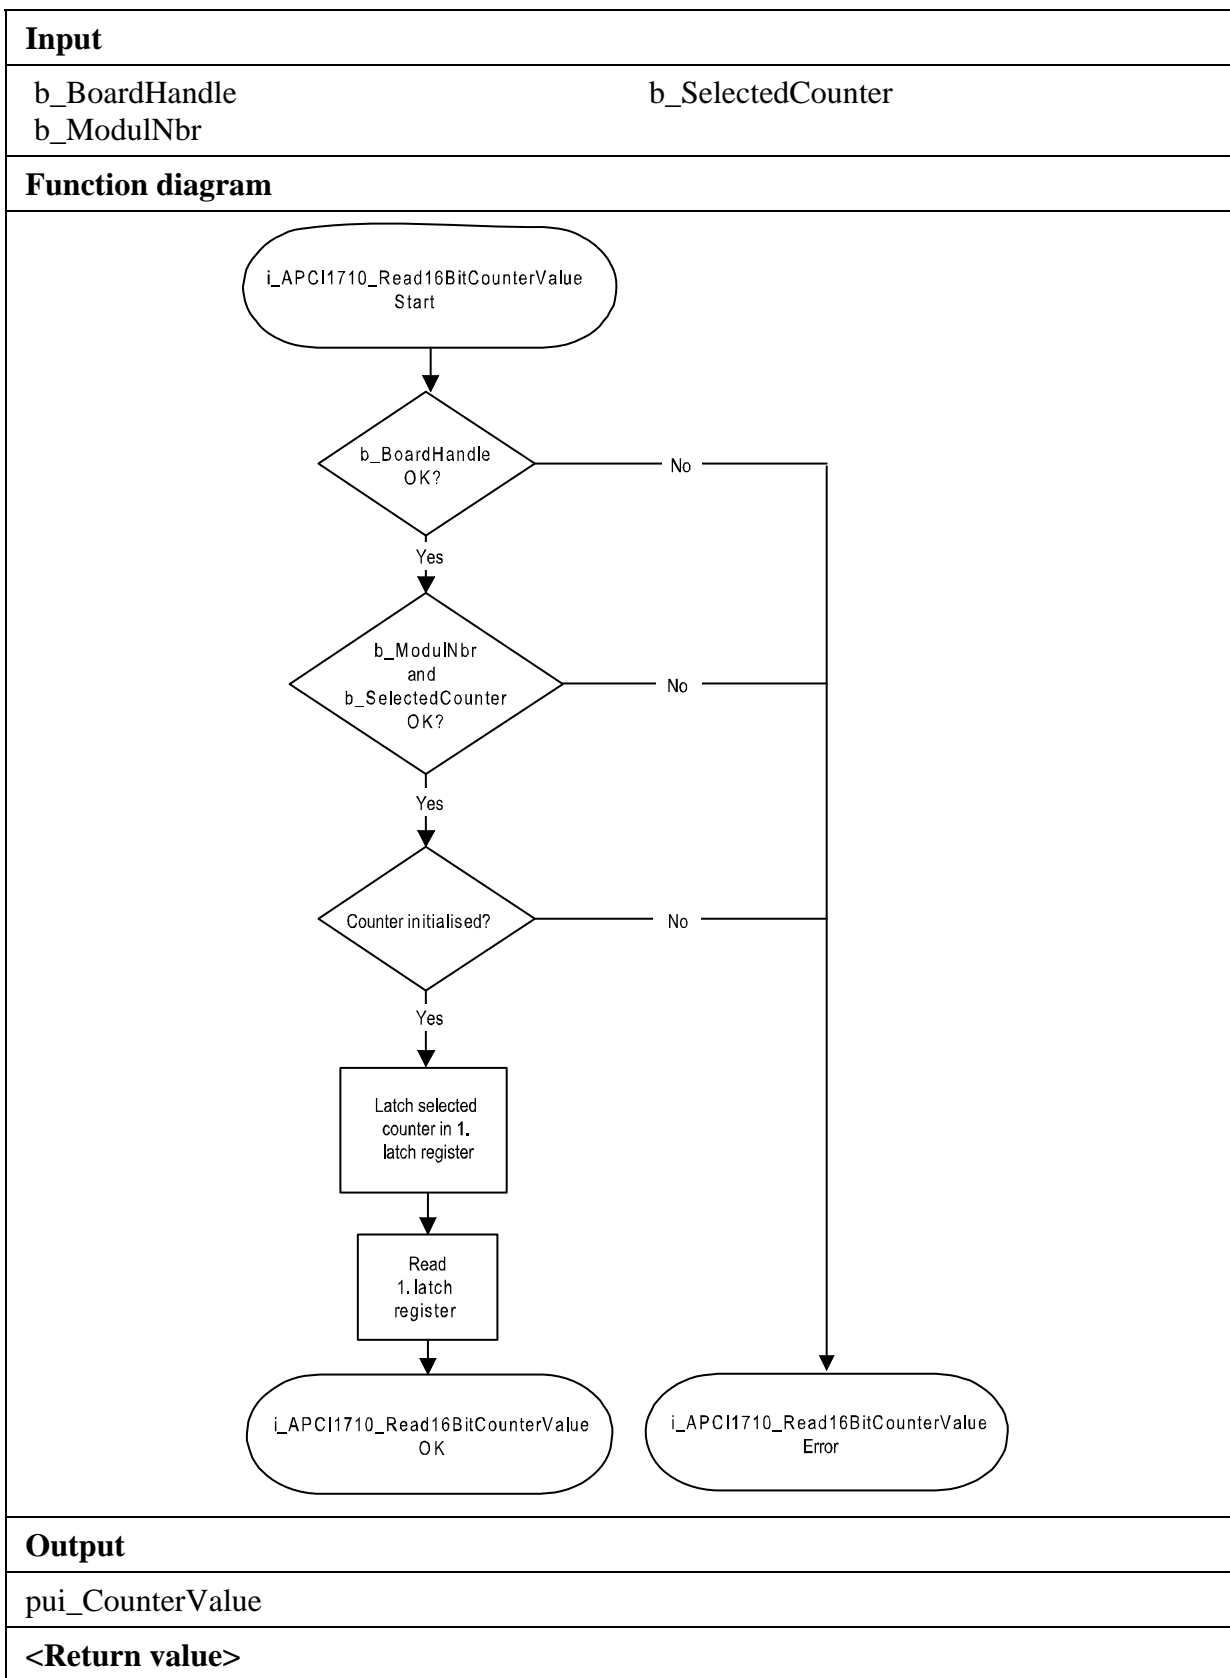 Input
b_BoardHandle b_SelectedCounter
b_ModulNbr
Function diagram
i_APCI1710_Read16BitCounterValue
Start
b_BoardHandle
OK?
No
Yes
b_ModulNbr
and
b_SelectedCounter
OK?
No
Yes
Counter initialised?
No
Yes
Latch selected
counter in 1.
latch register
Read
1. latch
register
i_APCI1710_Read16BitCounterValue
OK
i_APCI1710_Read16BitCounterValue
Error
Output
pui_CounterValue
<Return value>